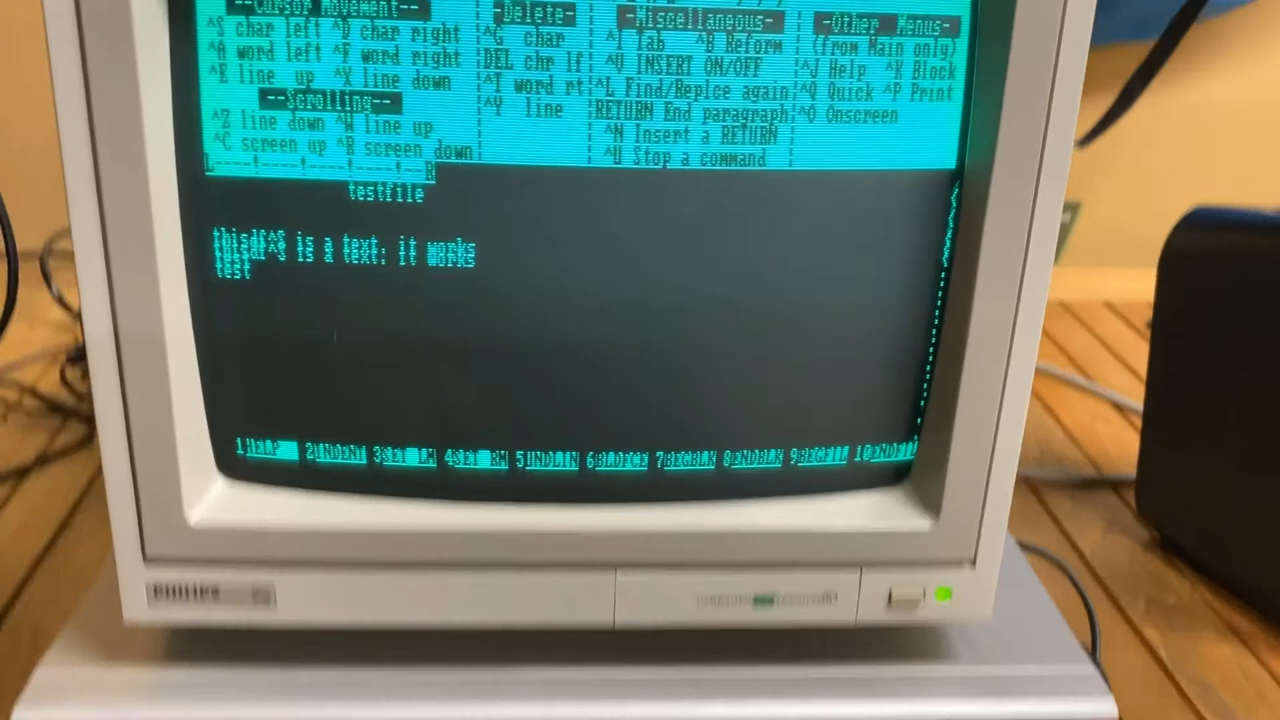 --Cursor Movement-- -Delete- -Miscellaneous- -Other Menus-
^S char left ^D char right ^G char ^I Tab ^B Reform (from Main only)
^A word left ^F word right DEL chr lf ^V INSERT ON/OFF ^J Help ^K Block
^E line up ^X line down ^T word rt ^L Find/Replce again ^Q Quick ^P Print
--Scrolling-- ^Y line RETURN End paragraph ^O Onscreen
^Z line down ^W line up ^N Insert a RETURN
^C screen up ^R screen down ^U Stop a command
L----!----!----!----!---R
testfile
thisdf^S is a text: it works
test
1HELP 2UNDENT 3SET LM 4SET RM 5UNDLIN 6BLDFCE 7BEGBLK 8ENDBLK 9BEGFIL 10ENDFIL
PHILIPS